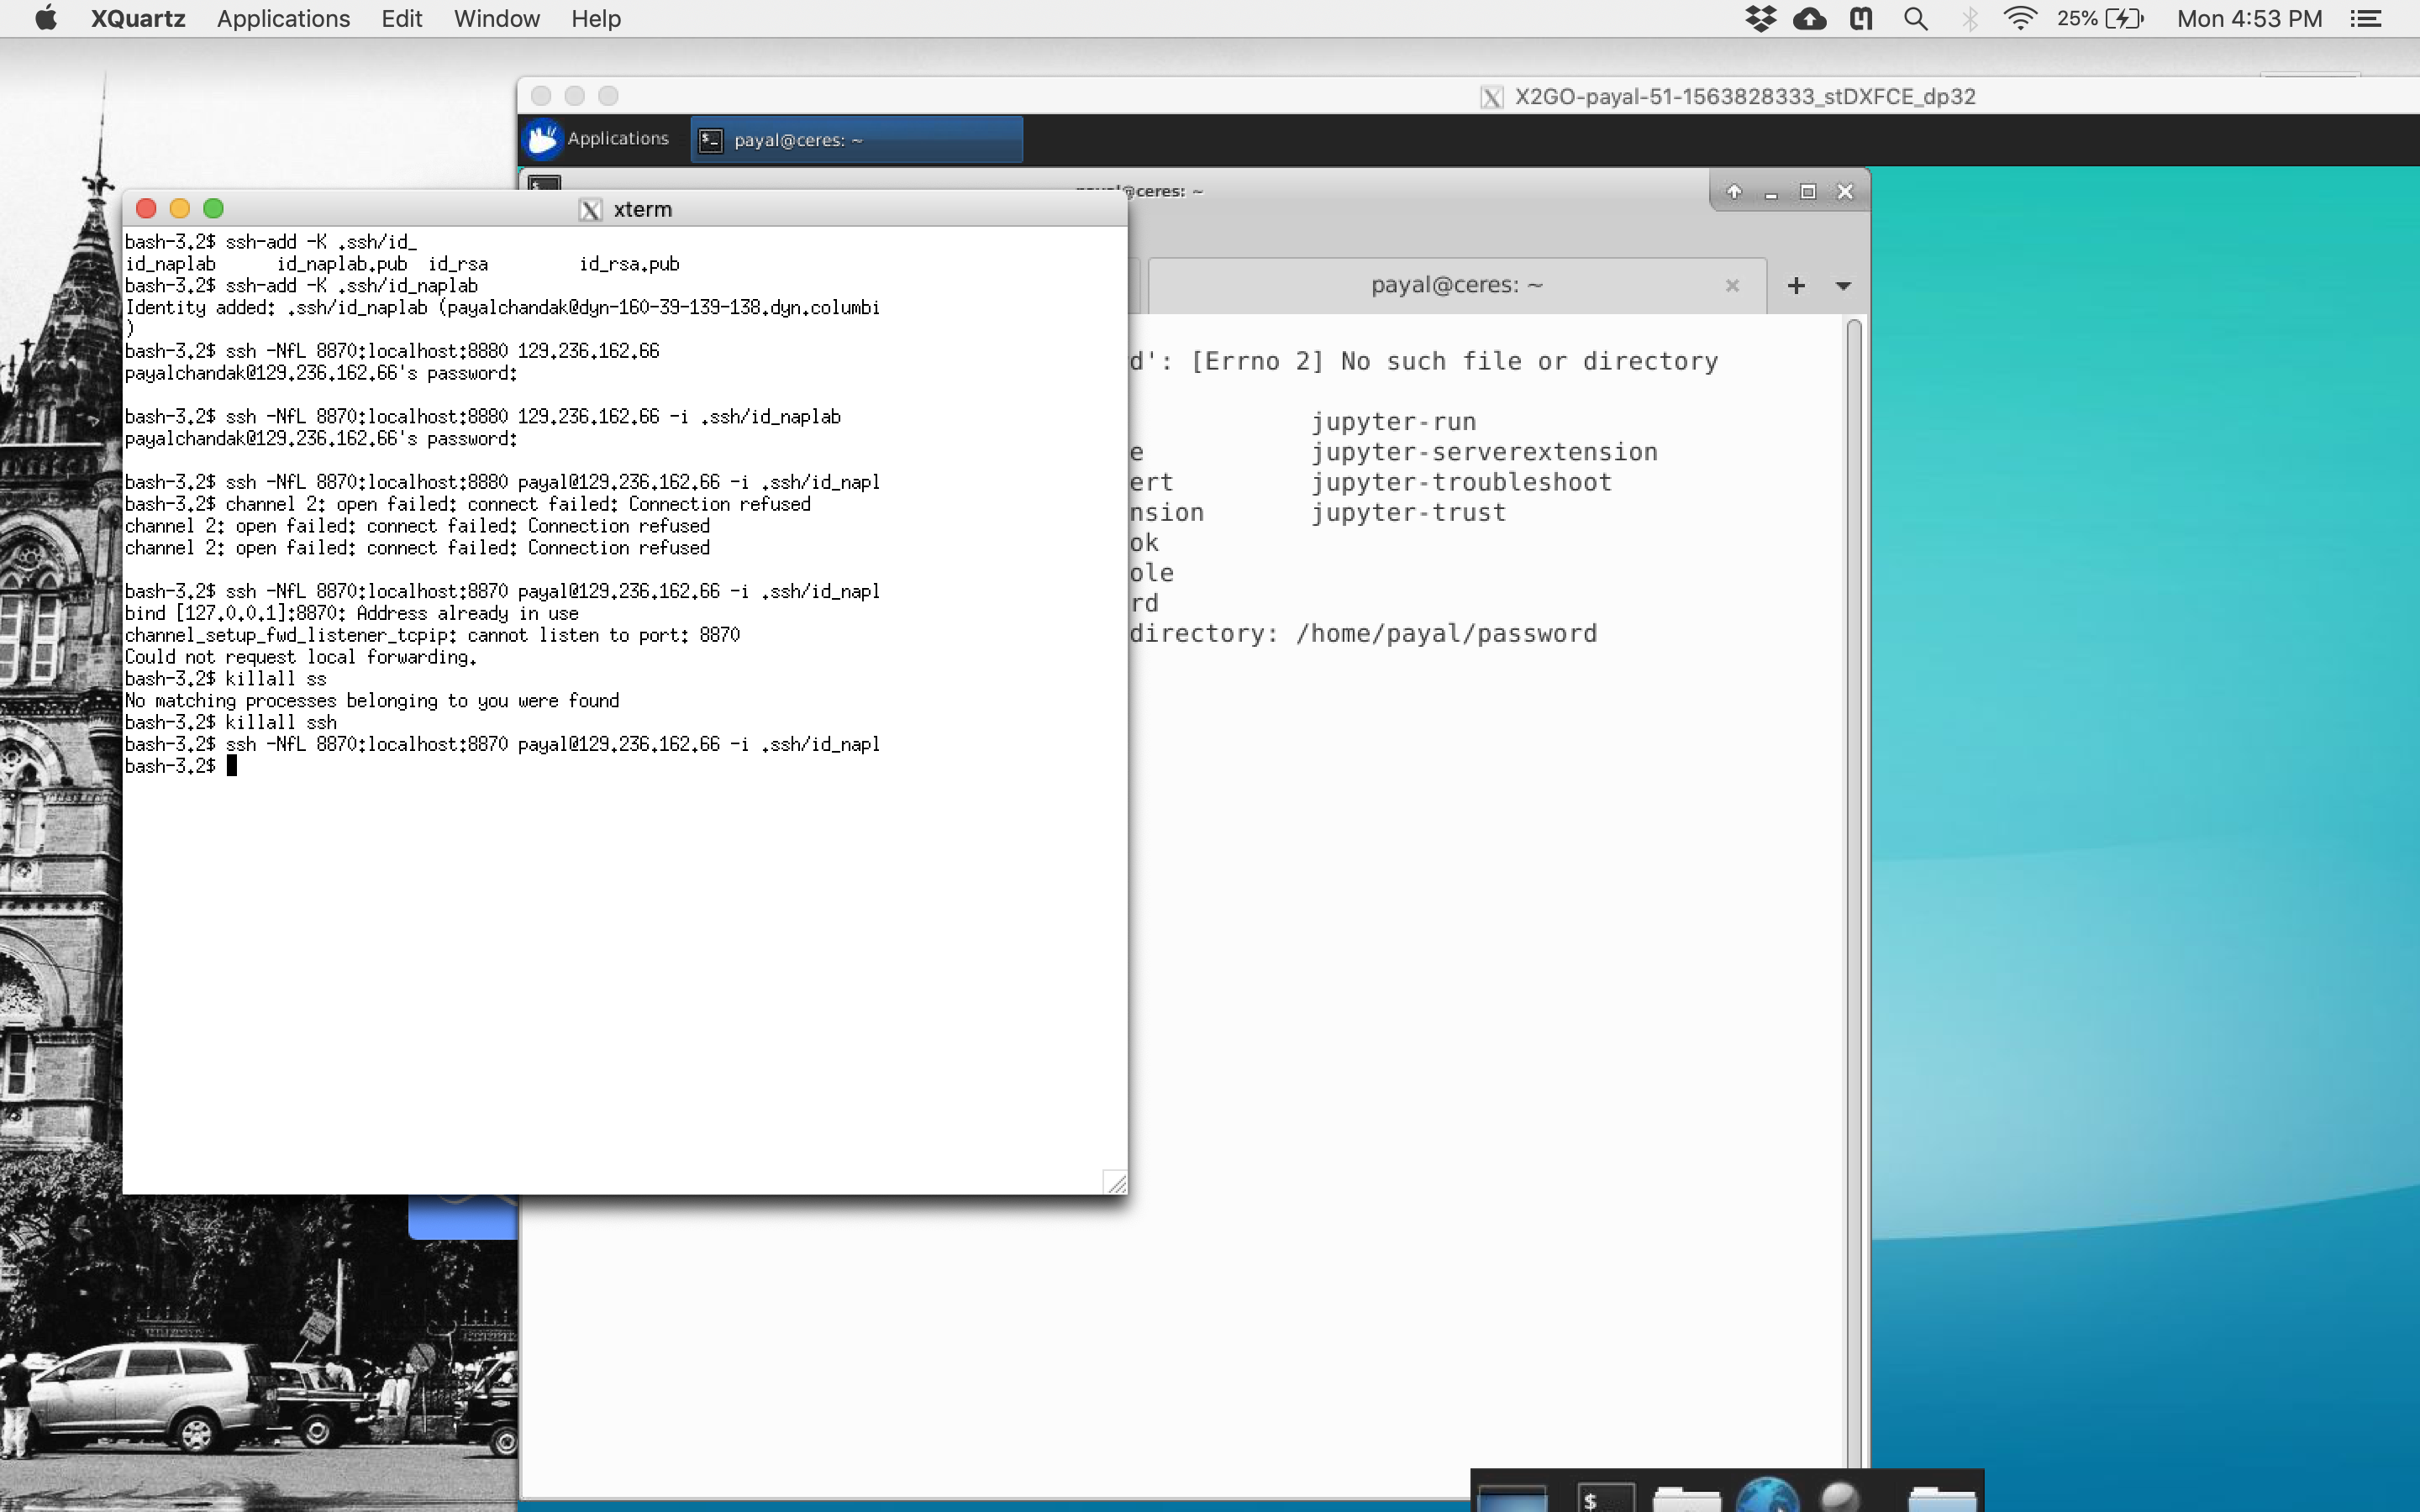 XQuartz Applications Edit Window Help 25% Mon 4:53 PM
X2GO-payal-51-1563828333_stDXFCE_dp32
Applications payal@ceres: ~
@ceres: ~
xterm
bash-3.2$ ssh-add -K .ssh/id_
id_naplab id_naplab.pub id_rsa id_rsa.pub
bash-3.2$ ssh-add -K .ssh/id_naplab
Identity added: .ssh/id_naplab (payalchandak@dyn-160-39-139-138.dyn.columbi
)
bash-3.2$ ssh -NfL 8870:localhost:8880 129.236.162.66
payalchandak@129.236.162.66's password:
bash-3.2$ ssh -NfL 8870:localhost:8880 129.236.162.66 -i .ssh/id_naplab
payalchandak@129.236.162.66's password:
bash-3.2$ ssh -NfL 8870:localhost:8880 payal@129.236.162.66 -i .ssh/id_napl
bash-3.2$ channel 2: open failed: connect failed: Connection refused
channel 2: open failed: connect failed: Connection refused
channel 2: open failed: connect failed: Connection refused
bash-3.2$ ssh -NfL 8870:localhost:8870 payal@129.236.162.66 -i .ssh/id_napl
bind [127.0.0.1]:8870: Address already in use
channel_setup_fwd_listener_tcpip: cannot listen to port: 8870
Could not request local forwarding.
bash-3.2$ killall ss
No matching processes belonging to you were found
bash-3.2$ killall ssh
bash-3.2$ ssh -NfL 8870:localhost:8870 payal@129.236.162.66 -i .ssh/id_napl
bash-3.2$
payal@ceres: ~
d': [Errno 2] No such file or directory
jupyter-run
e jupyter-serverextension
ert jupyter-troubleshoot
nsion jupyter-trust
ok
ole
rd
directory: /home/payal/password